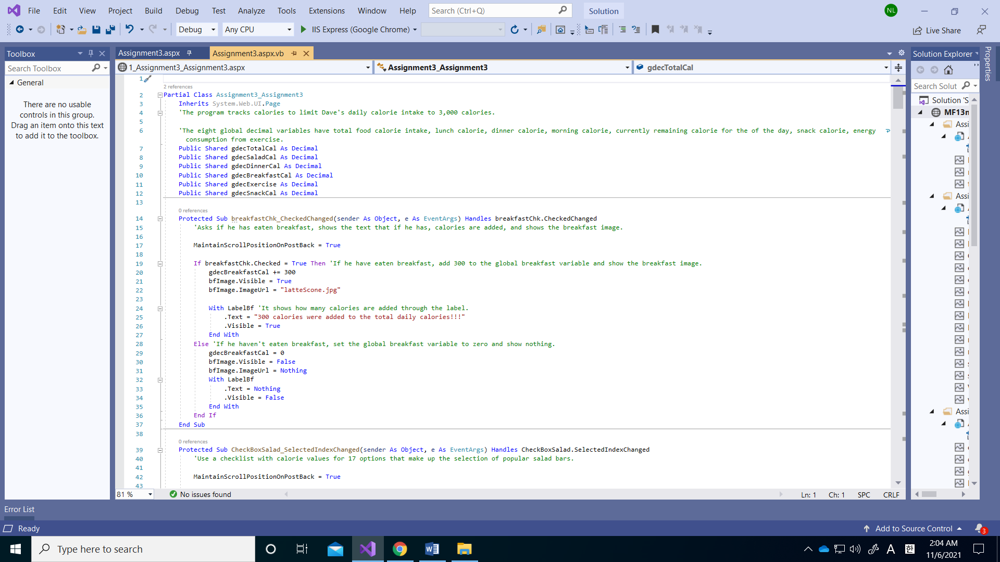 File Edit View Project Build Debug Test Analyze Tools Extensions Window Help Search (Ctrl+Q) Solution NL
Debug Any CPU IIS Express (Google Chrome) Live Share
Toolbox
Search Toolbox
General
There are no usable
controls in this group.
Drag an item onto this text
to add it to the toolbox.
Assignment3.aspx Assignment3.aspx.vb
1_Assignment3_Assignment3.aspx Assignment3_Assignment3 gdecTotalCal
1
2 references
2 Partial Class Assignment3_Assignment3
3 Inherits System.Web.UI.Page
4 'The program tracks calories to limit Dave's daily calorie intake to 3,000 calories.
5
6 'The eight global decimal variables have total food calorie intake, lunch calorie, dinner calorie, morning calorie, currently remaining calorie for the of the day, snack calorie, energy
consumption from exercise.
7 Public Shared gdecTotalCal As Decimal
8 Public Shared gdecSaladCal As Decimal
9 Public Shared gdecDinnerCal As Decimal
10 Public Shared gdecBreakfastCal As Decimal
11 Public Shared gdecExercise As Decimal
12 Public Shared gdecSnackCal As Decimal
13
0 references
14 Protected Sub breakfastChk_CheckedChanged(sender As Object, e As EventArgs) Handles breakfastChk.CheckedChanged
15 'Asks if he has eaten breakfast, shows the text that if he has, calories are added, and shows the breakfast image.
16
17 MaintainScrollPositionOnPostBack = True
18
19 If breakfastChk.Checked = True Then 'If he have eaten breakfast, add 300 to the global breakfast variable and show the breakfast image.
20 gdecBreakfastCal += 300
21 bfImage.Visible = True
22 bfImage.ImageUrl = "latteScone.jpg"
23
24 With LabelBf 'It shows how many calories are added through the label.
25 .Text = "300 calories were added to the total daily calories!!!"
26 .Visible = True
27 End With
28 Else 'If he haven't eaten breakfast, set the global breakfast variable to zero and show nothing.
29 gdecBreakfastCal = 0
30 bfImage.Visible = False
31 bfImage.ImageUrl = Nothing
32 With LabelBf
33 .Text = Nothing
34 .Visible = False
35 End With
36 End If
37 End Sub
38
0 references
39 Protected Sub CheckBoxSalad_SelectedIndexChanged(sender As Object, e As EventArgs) Handles CheckBoxSalad.SelectedIndexChanged
40 'Use a checklist with calorie values for 17 options that make up the selection of popular salad bars.
41
42 MaintainScrollPositionOnPostBack = True
43
81 % No issues found Ln: 1 Ch: 1 SPC CRLF
Solution Explorer
Search Solut
Solution 'S
MF13
Assi
Assi
Assi
Properties
Error List
Ready Add to Source Control 3
Type here to search
A 한 2:04 AM
11/6/2021